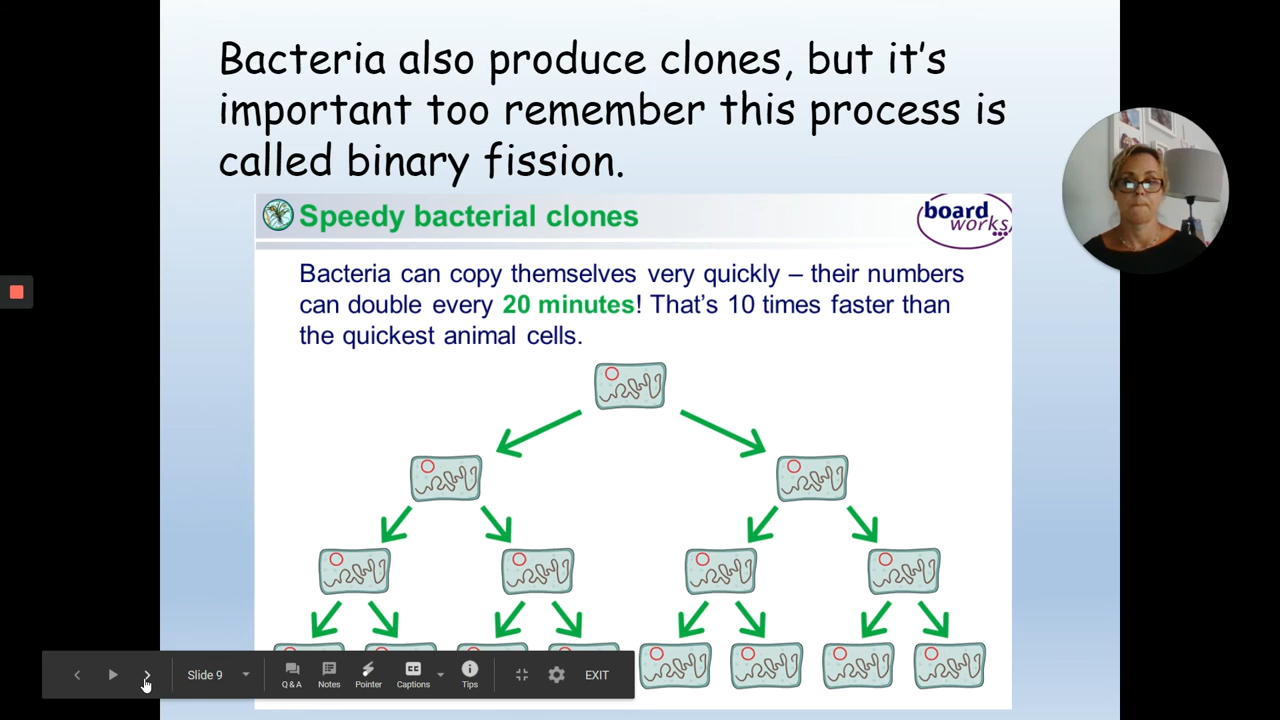 Bacteria also produce clones, but it's
important too remember this process is
called binary fission.
Speedy bacterial clones
board
works
Bacteria can copy themselves very quickly – their numbers
can double every 20 minutes! That's 10 times faster than
the quickest animal cells.
Slide 9
Q & A
Notes
Pointer
CC
Captions
Tips
EXIT